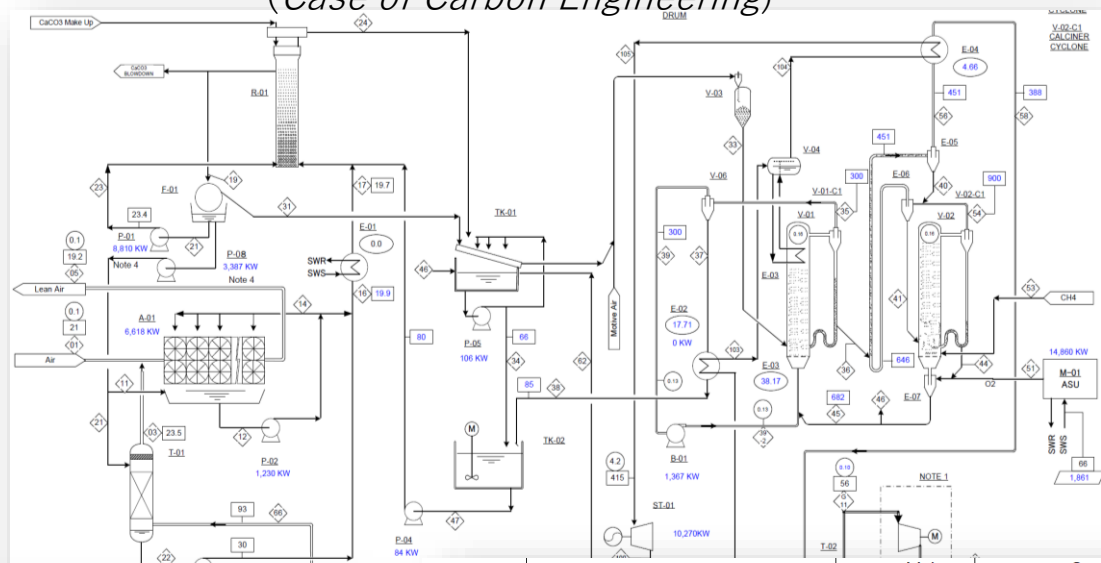 (Case of Carbon Engineering)
DRUM
V-02-C1
CALCINER
CYCLONE
CaCO3 Make Up
24
105
E-04
4.66
104
CaCO3
BLOWDOWN
R-01
V-03
451
388
56
58
33
451
E-05
V-04
23
19
17
19.7
V-06
E-06
40
F-01
31
300
V-01-C1
V-02-C1
900
TK-01
35
54
23.4
E-01
0.0
V-01
V-02
0.16
0.16
0.1
19.2
P-01
8,810 KW
21
300
39
37
05
Note 4
P-08
3,387 KW
SWR
SWS
46
E-03
53
Lean Air
Note 4
14
16
19.9
41
CH4
0.1
21
A-01
6,618 KW
E-02
17.71
0 KW
Motive Air
01
P-05
106 KW
80
66
34
62
103
36
646
44
14,860 KW
Air
51
M-01
ASU
11
85
38
0.13
E-03
38.17
682
45
46
E-07
O2
21
12
TK-02
0.15
39
-2
03
23.5
M
B-01
1,367 KW
SWR
SWS
T-01
P-02
1,230 KW
4.2
415
0.10
56
66
1,861
G
11
NOTE 1
93
66
47
ST-01
10,270KW
M
30
22
P-04
84 KW
T-02